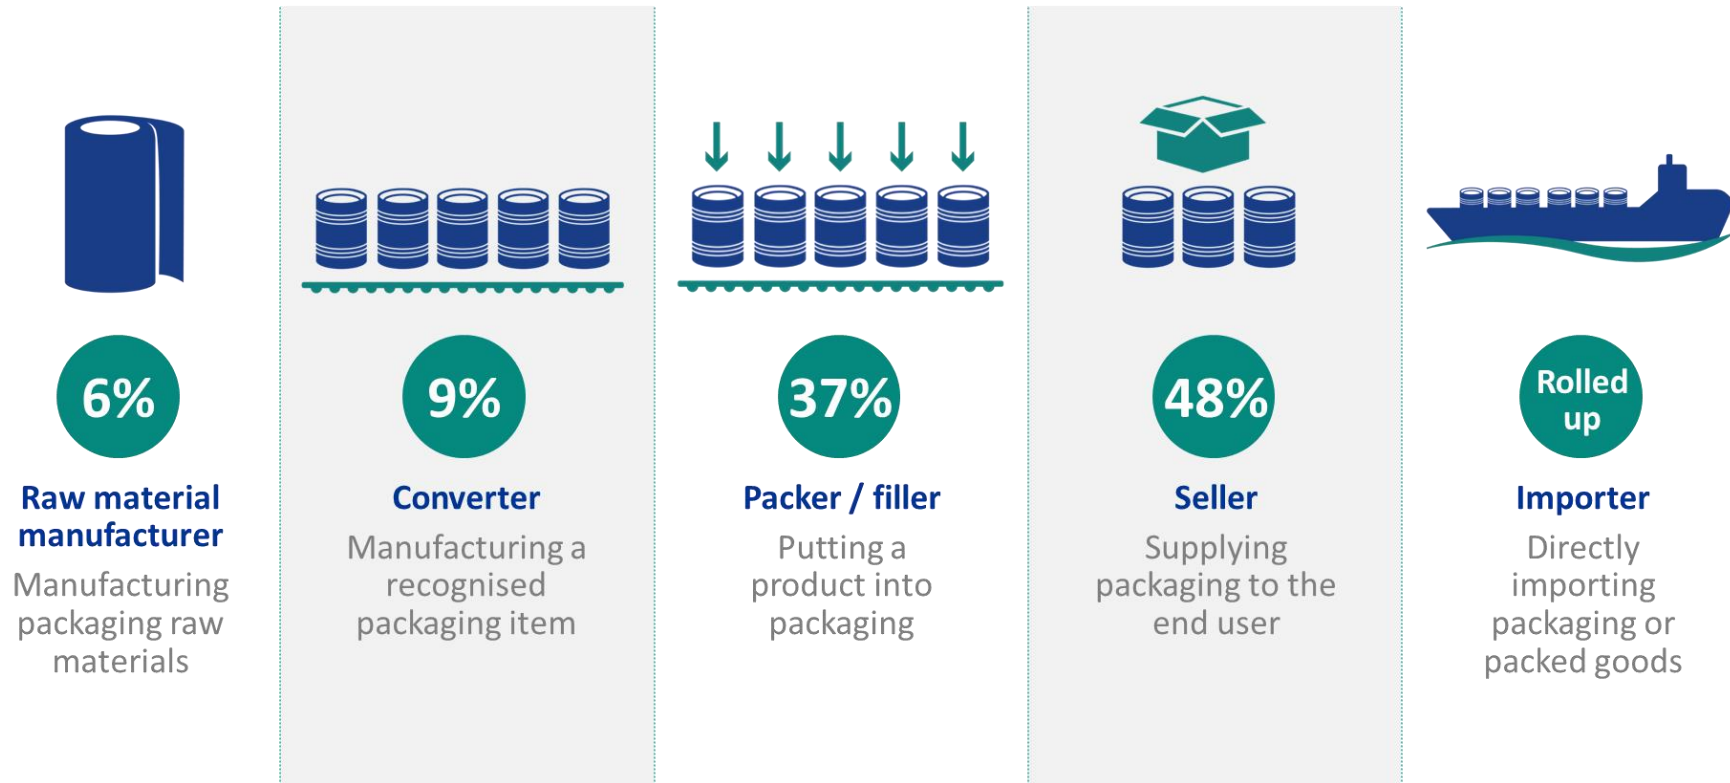 6%
Raw material
manufacturer
Manufacturing
packaging raw
materials
9%
Converter
Manufacturing a
recognised
packaging item
37%
Packer / filler
Putting a
product into
packaging
48%
Seller
Supplying
packaging to the
end user
Rolled
up
Importer
Directly
importing
packaging or
packed goods